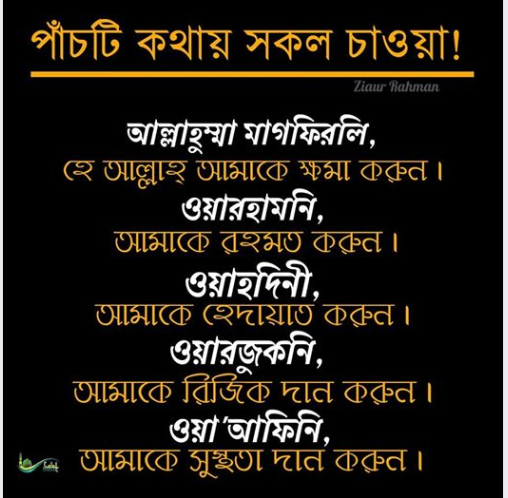 পাঁচটি কথায় সকল চাওয়া!
Ziaur Rahman
আল্লাহুম্মা মাগফিরলি,
হে আল্লাহ আমাকে ক্ষমা করুন।
ওয়ারহামনি,
আমাকে রহমত করুন।
ওয়াহদিনী,
আমাকে হেদায়াত করুন।
ওয়ারজুকনি,
আমাকে রিজিক দান করুন।
ওয়া'আফিনি,
আমাকে সুস্থতা দান করুন।